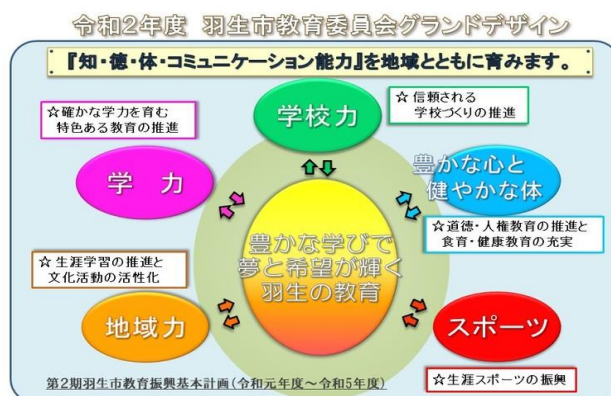 令和2年度 羽生市教育委員会グランドデザイン
『知・徳・体・コミュニケーション能力』を地域とともに育みます。
☆確かな学力を育む
特色ある教育の推進
学校力
☆信頼される
学校づくりの推進
学 力
豊かな心と
健やかな体
☆道徳・人権教育の推進と
食育・健康教育の充実
豊かな学びで
夢と希望が輝く
羽生の教育
☆生涯学習の推進と
文化活動の活性化
地域力
スポーツ
☆生涯スポーツの振興
第2期羽生市教育振興基本計画(令和元年度～令和5年度)